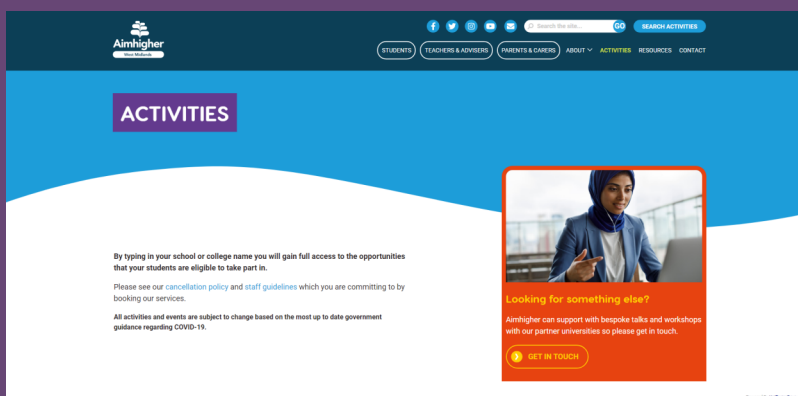 Aimhigher
West Midlands
Search the site...
GO
SEARCH ACTIVITIES
STUDENTS
TEACHERS & ADVISERS
PARENTS & CARERS
ABOUT
ACTIVITIES
RESOURCES
CONTACT
ACTIVITIES
By typing in your school or college name you will gain full access to the opportunities
that your students are eligible to take part in.
Please see our cancellation policy and staff guidelines which you are committing to by
booking our services.
All activities and events are subject to change based on the most up to date government
guidance regarding COVID-19.
Looking for something else?
Aimhigher can support with bespoke talks and workshops
with our partner universities so please get in touch.
GET IN TOUCH